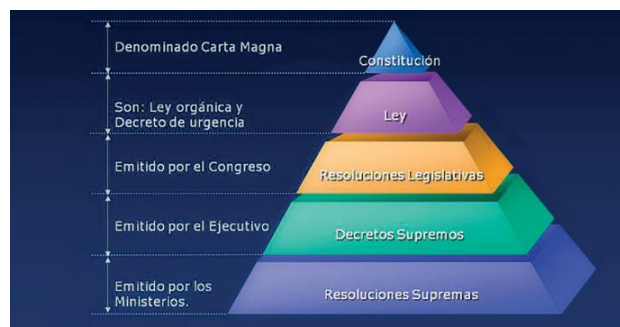 Denominado Carta Magna
Constitución
Son: Ley orgánica y
Decreto de urgencia
Ley
Emitido por el Congreso
Resoluciones Legislativas
Emitido por el Ejecutivo
Decretos Supremos
Emitido por los
Ministerios.
Resoluciones Supremas